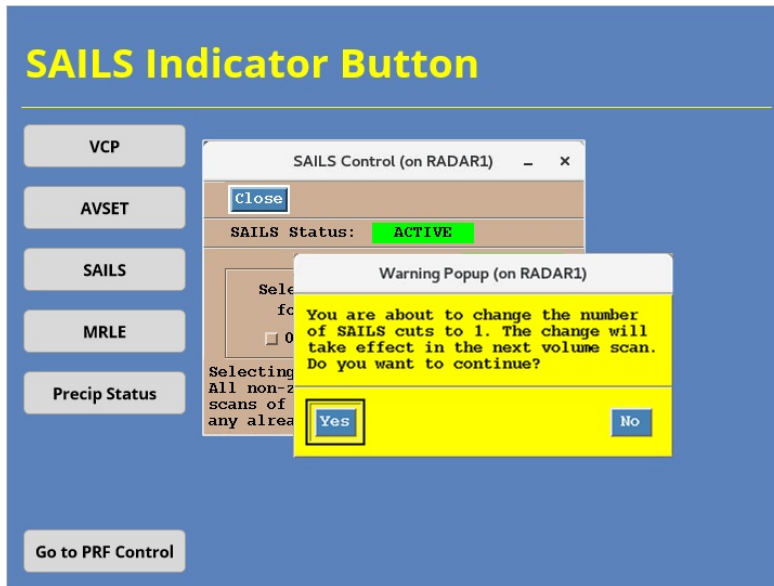 SAILS Indicator Button
VCP
AVSET
SAILS
MRLE
Precip Status
Go to PRF Control
SAILS Control (on RADAR1)
Close
SAILS Status: ACTIVE
0
Selecting
All non-
scans of
any
Warning Popup (on RADAR1)
You are about to change the number
of SAILS cuts to 1. The change will
take effect in the next volume scan.
Do you want to continue?
Yes No